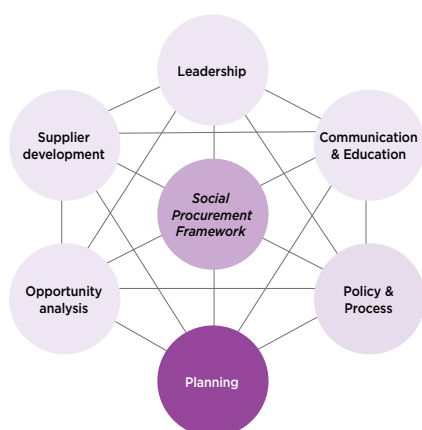 Leadership
Supplier
development
Communication
& Education
Social
Procurement
Framework
Opportunity
analysis
Policy &
Process
Planning